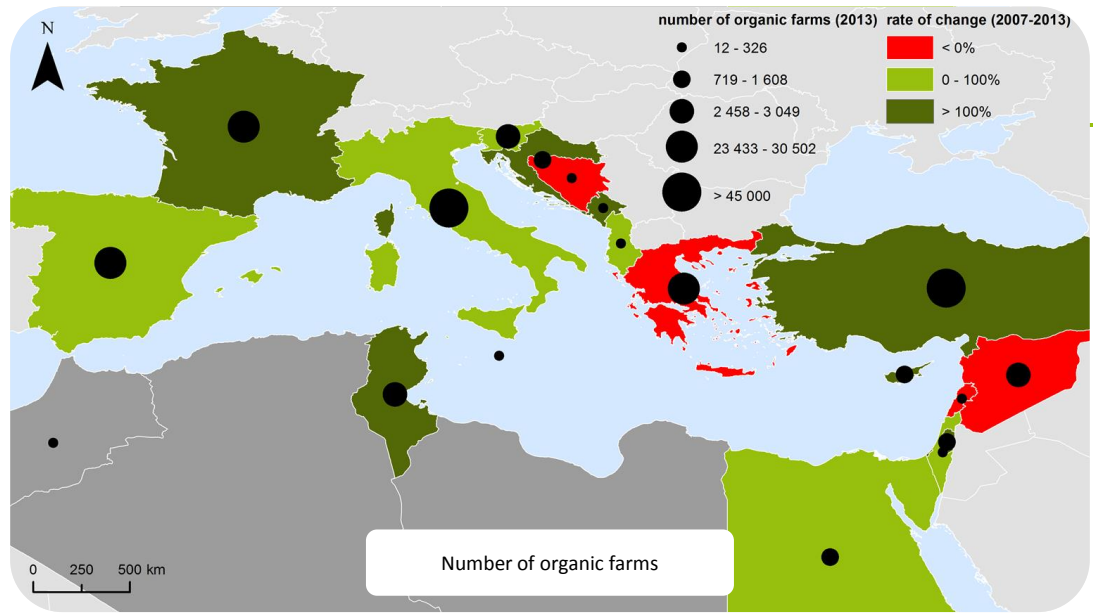 N
number of organic farms (2013)
12 - 326
719 - 1 608
2 458 - 3 049
23 433 - 30 502
> 45 000
rate of change (2007-2013)
< 0%
0 - 100%
> 100%
Number of organic farms
0 250 500 km